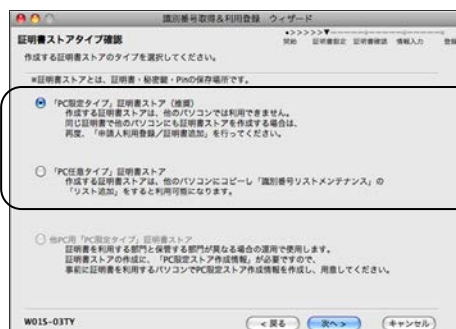 識別番号取得&利用登録 ウィザード
証明書ストアタイプ確認
•>>>>>▼
開始 証明書設定 証明書確認 情報入力 登録
作成する証明書ストアのタイプを選択してください。
※証明書ストアとは、証明書・秘密鍵・Pinの保存場所です。
「PC限定タイプ」証明書ストア（推奨）
作成する証明書ストアは、他のパソコンでは利用できません。
同じ証明書で他のパソコンにも証明書ストアを作成する場合は、
再度、「申請人利用登録／証明書追加」を行ってください。
「PC任意タイプ」証明書ストア
作成する証明書ストアは、他のパソコンにコピーし「識別番号リストメンテナンス」の
「リスト追加」をすると利用可能になります。
他PC用「PC限定タイプ」証明書ストア
証明書を利用する部門と保管する部門が異なる場合の運用で使用します。
証明書ストアの作成に、「PC限定ストア作成情報」が必要ですので、
事前に証明書を利用するパソコンでPC限定ストア作成情報を作成し、用意してください。
W01S-03TY
< 戻る
次へ >
キャンセル